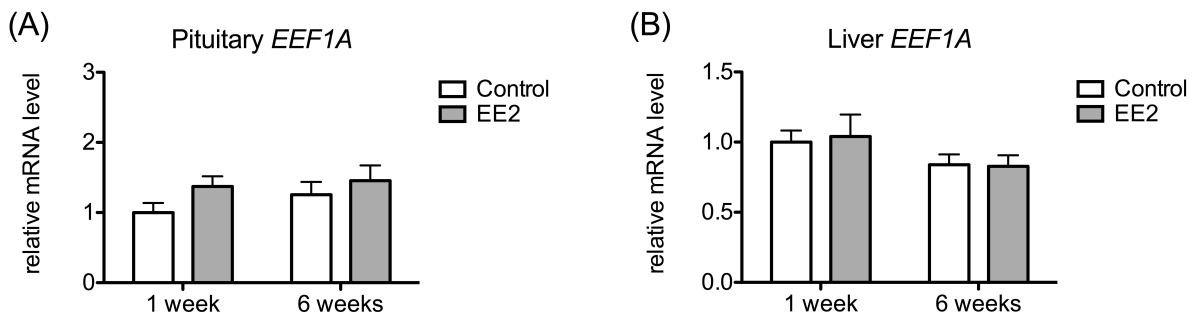 (A)
Pituitary EEF1A
relative mRNA level
3
2
1
0
1 week
6 weeks
Control
EE2
(B)
Liver EEF1A
relative mRNA level
1.5
1.0
0.5
0.0
1 week
6 weeks
Control
EE2